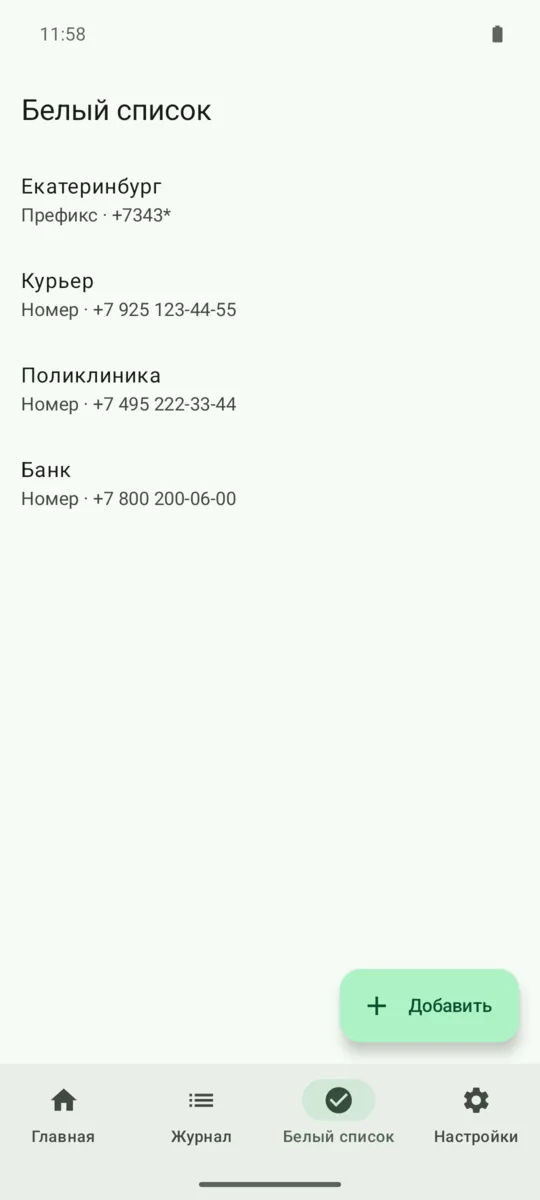 11:58
Белый список
Екатеринбург
Префикс · +7343*
Курьер
Номер · +7 925 123-44-55
Поликлиника
Номер · +7 495 222-33-44
Банк
Номер · +7 800 200-06-00
Добавить
Главная
Журнал
Белый список
Настройки